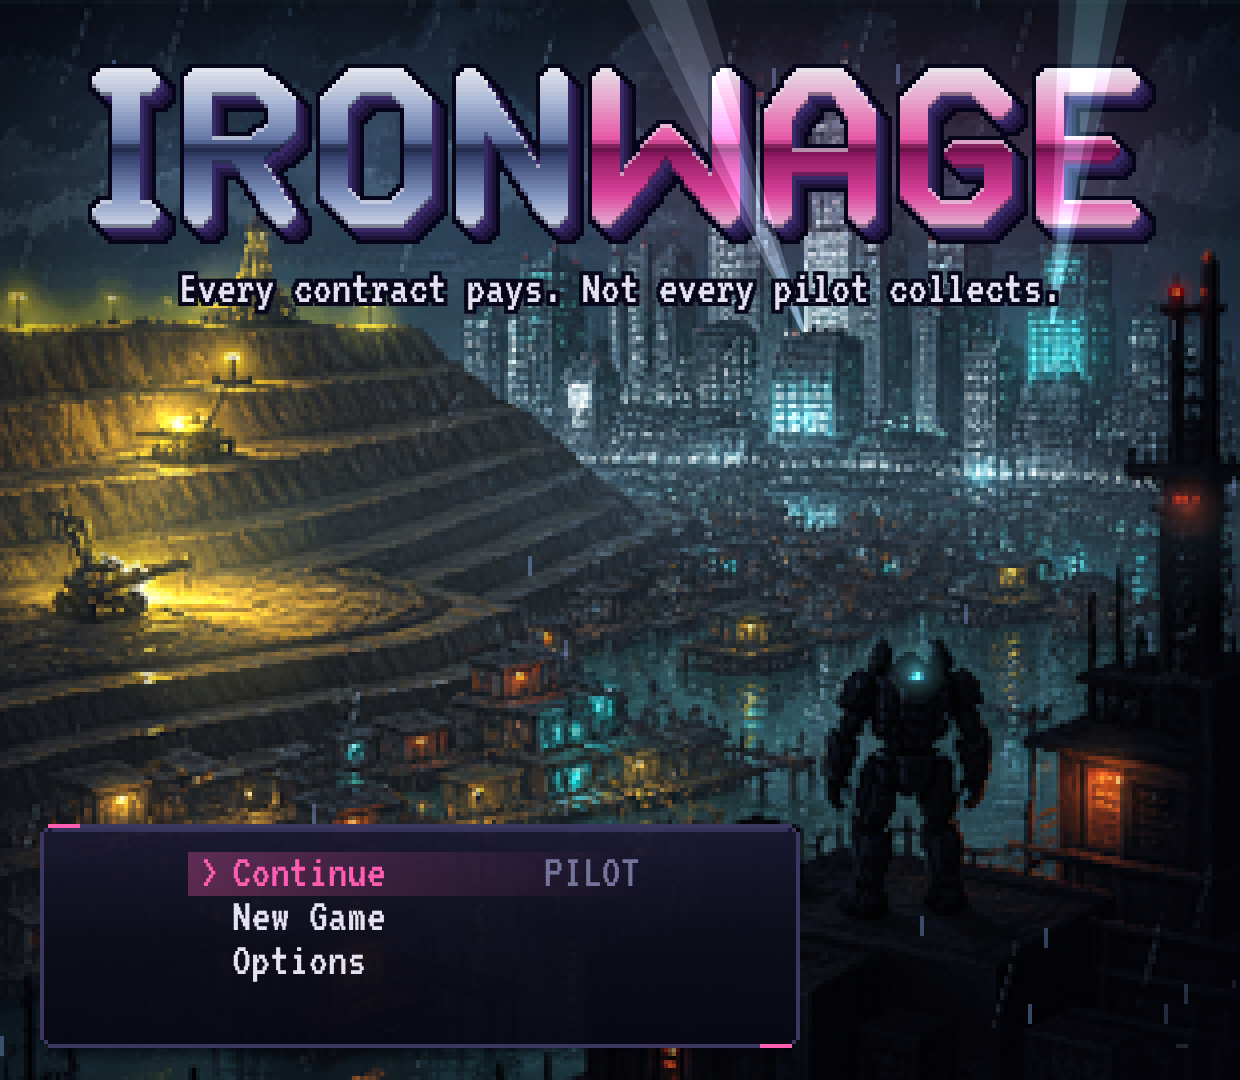 IRONWAGE
Every contract pays. Not every pilot collects.
> Continue PILOT
New Game
Options